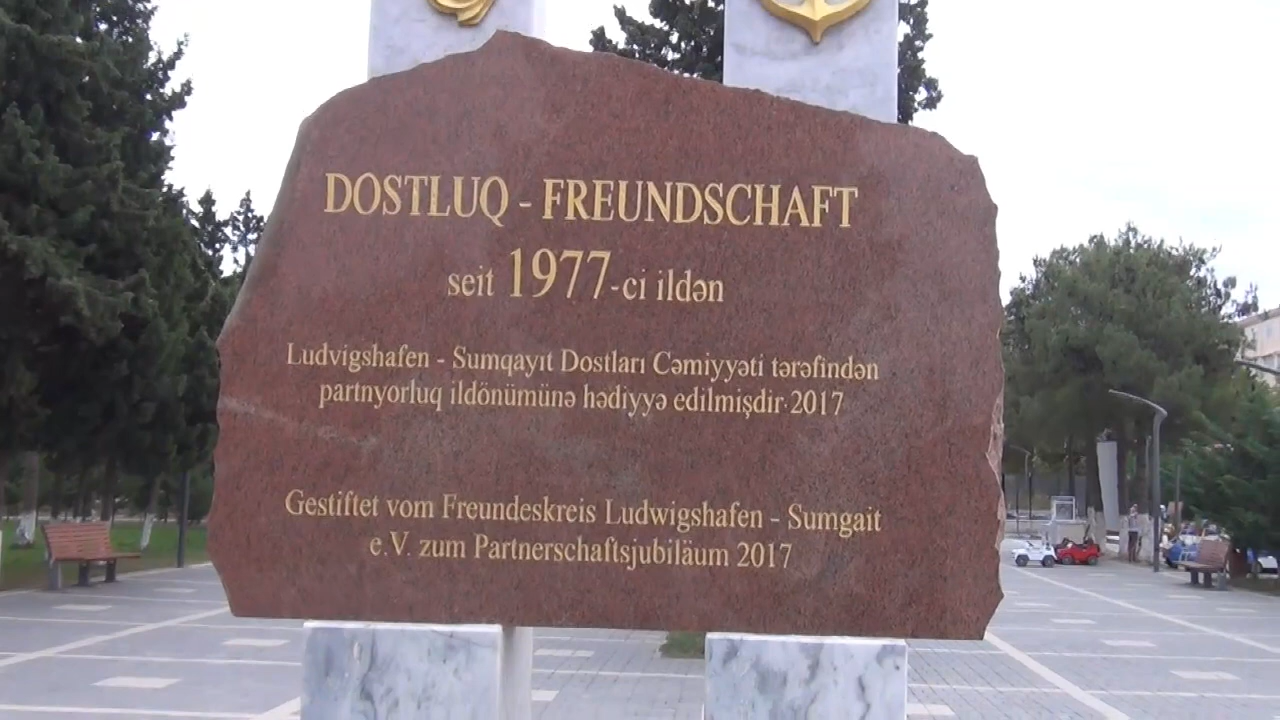 DOSTLUQ - FREUNDSCHAFT
seit 1977-ci ildən
Ludvigshafen - Sumqayıt Dostları Cəmiyyəti tərəfindən
partnyorluq ildönümünə hədiyyə edilmişdir 2017
Gestiftet vom Freundeskreis Ludwigshafen - Sumgait
e.V. zum Partnerschaftsjubiläum 2017